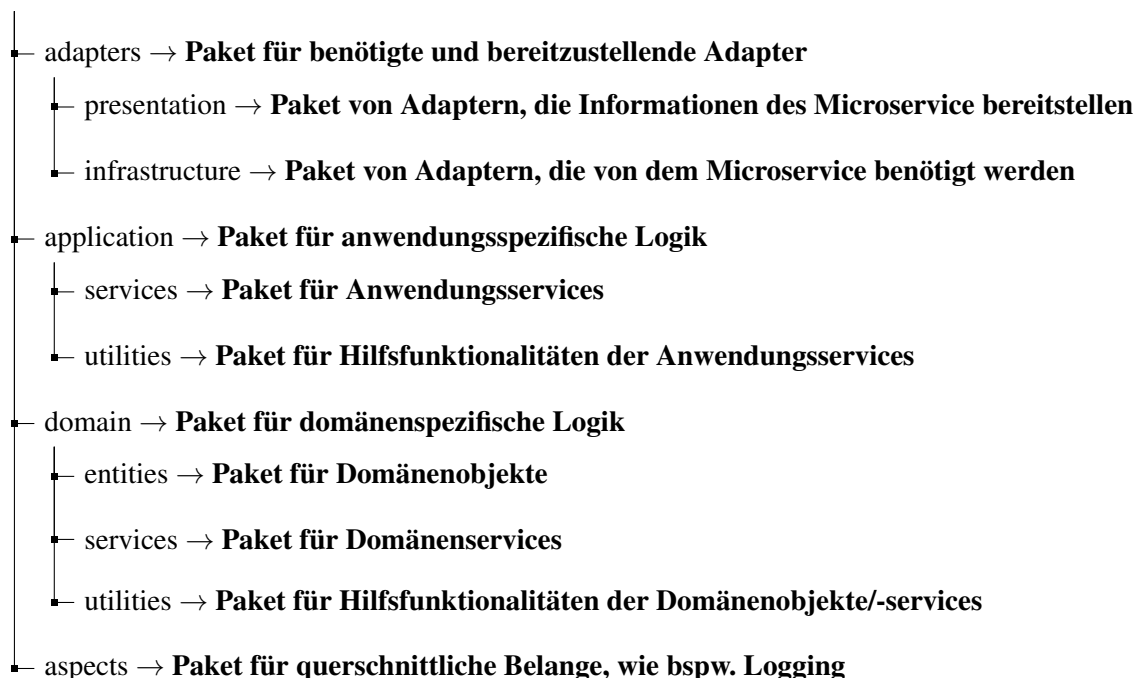 adapters → Paket für benötigte und bereitzustellende Adapter
presentation → Paket von Adaptern, die Informationen des Microservice bereitstellen
infrastructure → Paket von Adaptern, die von dem Microservice benötigt werden
application → Paket für anwendungsspezifische Logik
services → Paket für Anwendungsservices
utilities → Paket für Hilfsfunktionalitäten der Anwendungsservices
domain → Paket für domänenspezifische Logik
entities → Paket für Domänenobjekte
services → Paket für Domänenservices
utilities → Paket für Hilfsfunktionalitäten der Domänenobjekte/-services
aspects → Paket für querschnittliche Belange, wie bspw. Logging